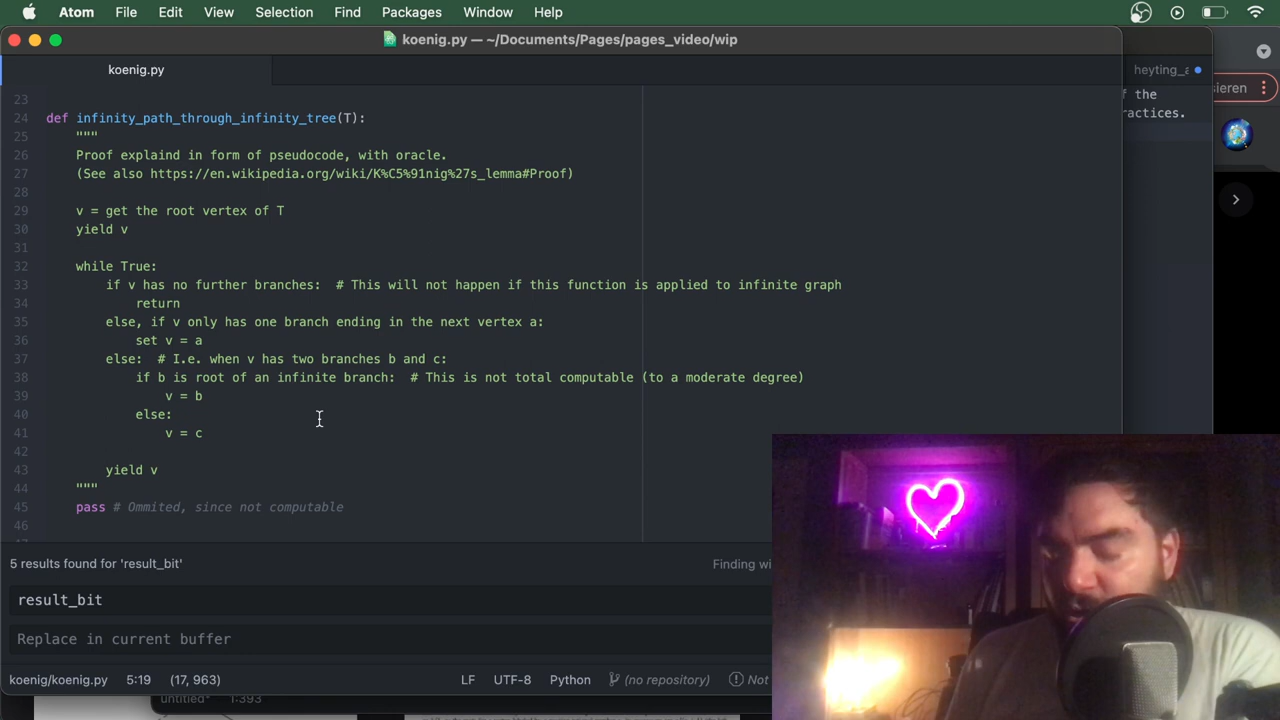 Atom File Edit View Selection Find Packages Window Help
koenig.py — ~/Documents/Pages/pages_video/wip
koenig.py
heyting_a
23
24 def infinity_path_through_infinity_tree(T):
25 """
26 Proof explaind in form of pseudocode, with oracle.
27 (See also https://en.wikipedia.org/wiki/K%C5%91nig%27s_lemma#Proof)
28
29 v = get the root vertex of T
30 yield v
31
32 while True:
33 if v has no further branches:  # This will not happen if this function is applied to infinite graph
34 return
35 else, if v only has one branch ending in the next vertex a:
36 set v = a
37 else:  # I.e. when v has two branches b and c:
38 if b is root of an infinite branch:  # This is not total computable (to a moderate degree)
39 v = b
40 else:
41 v = c
42
43 yield v
44 """
45 pass # Ommited, since not computable
46
f the
ractices.
sieren
5 results found for 'result_bit'
Finding wi
result_bit
Replace in current buffer
koenig/koenig.py 5:19 (17, 963) LF UTF-8 Python (no repository) Not
untitled 1:393